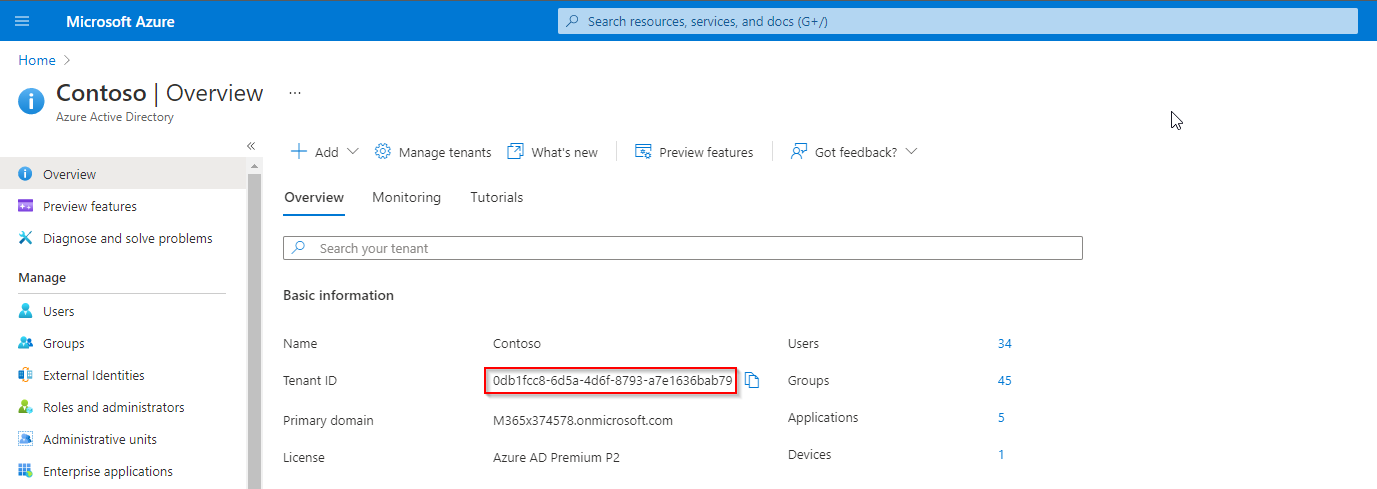 Microsoft Azure
Search resources, services, and docs (G+/)
Home
Contoso | Overview ...
Azure Active Directory
Add Manage tenants What's new Preview features Got feedback?
Overview
Preview features
Diagnose and solve problems
Manage
Users
Groups
External Identities
Roles and administrators
Administrative units
Enterprise applications
Overview Monitoring Tutorials
Search your tenant
Basic information
Name Contoso Users 34
Tenant ID 0db1fcc8-6d5a-4d6f-8793-a7e1636bab79 Groups 45
Primary domain M365x374578.onmicrosoft.com Applications 5
License Azure AD Premium P2 Devices 1